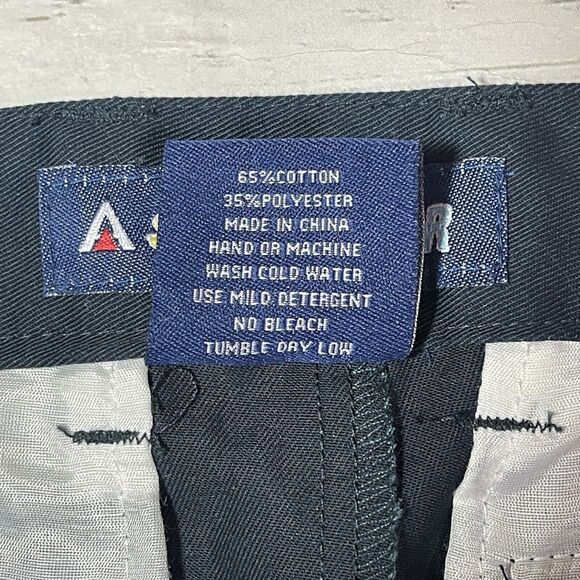 65%COTTON
35%POLYESTER
MADE IN CHINA
HAND OR MACHINE
WASH COLD WATER
USE MILD DETERGENT
NO BLEACH
TUMBLE DRY LOW